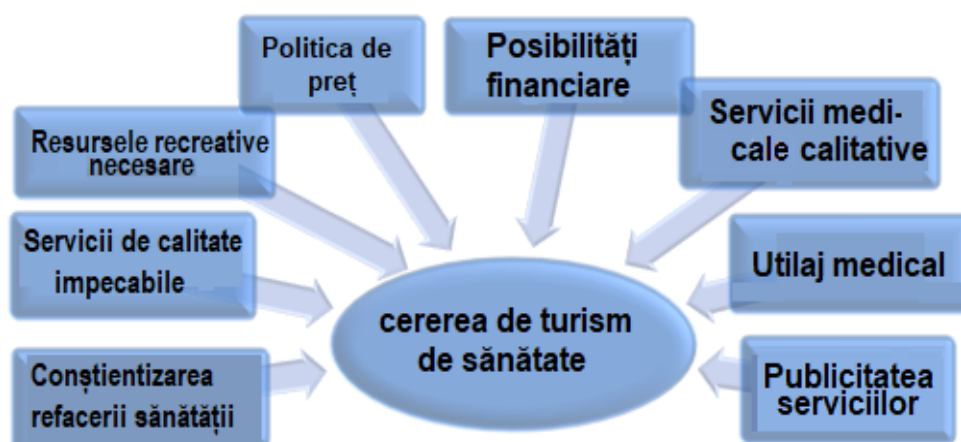 Politica de
preț
Posibilități
financiare
Resursele recreative
necesare
Servicii medi-
cale calitative
Servicii de calitate
impecabile
Utilaj medical
cererea de turism
de sănătate
Conștientizarea
refacerii sănătății
Publicitatea
serviciilor